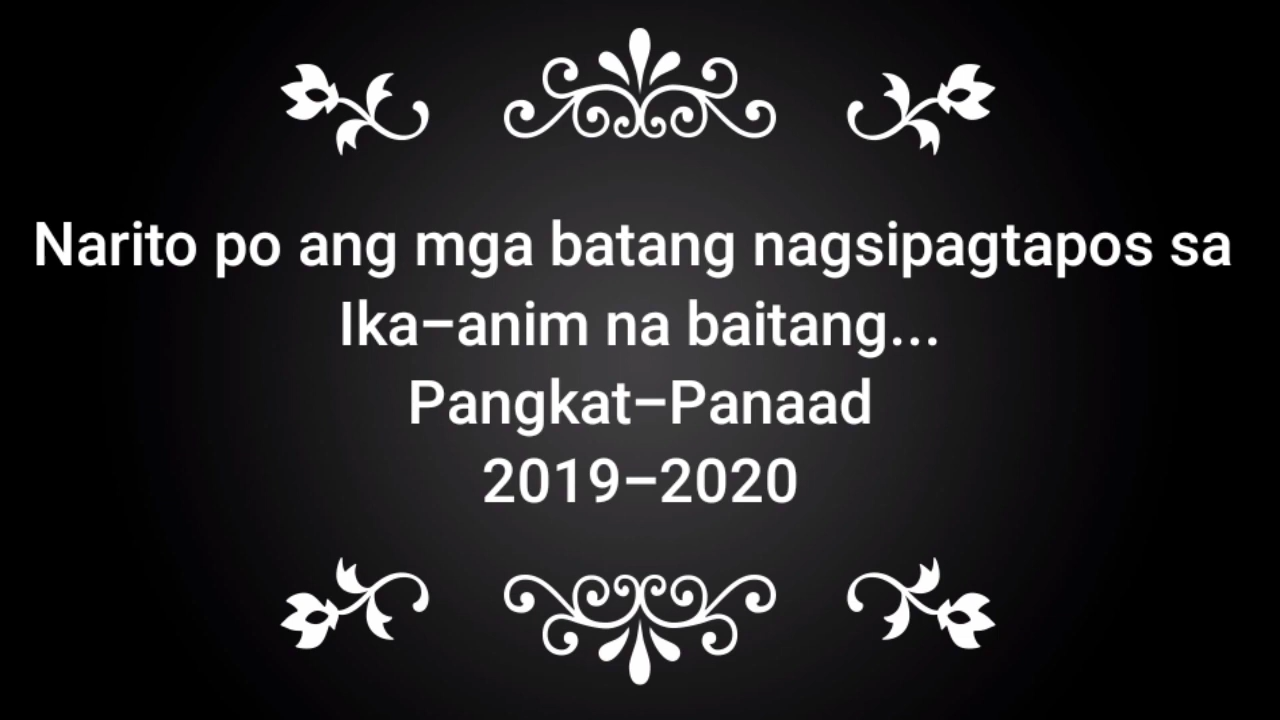 Narito po ang mga batang nagsipagtapos sa
Ika–anim na baitang...
Pangkat–Panaad
2019–2020